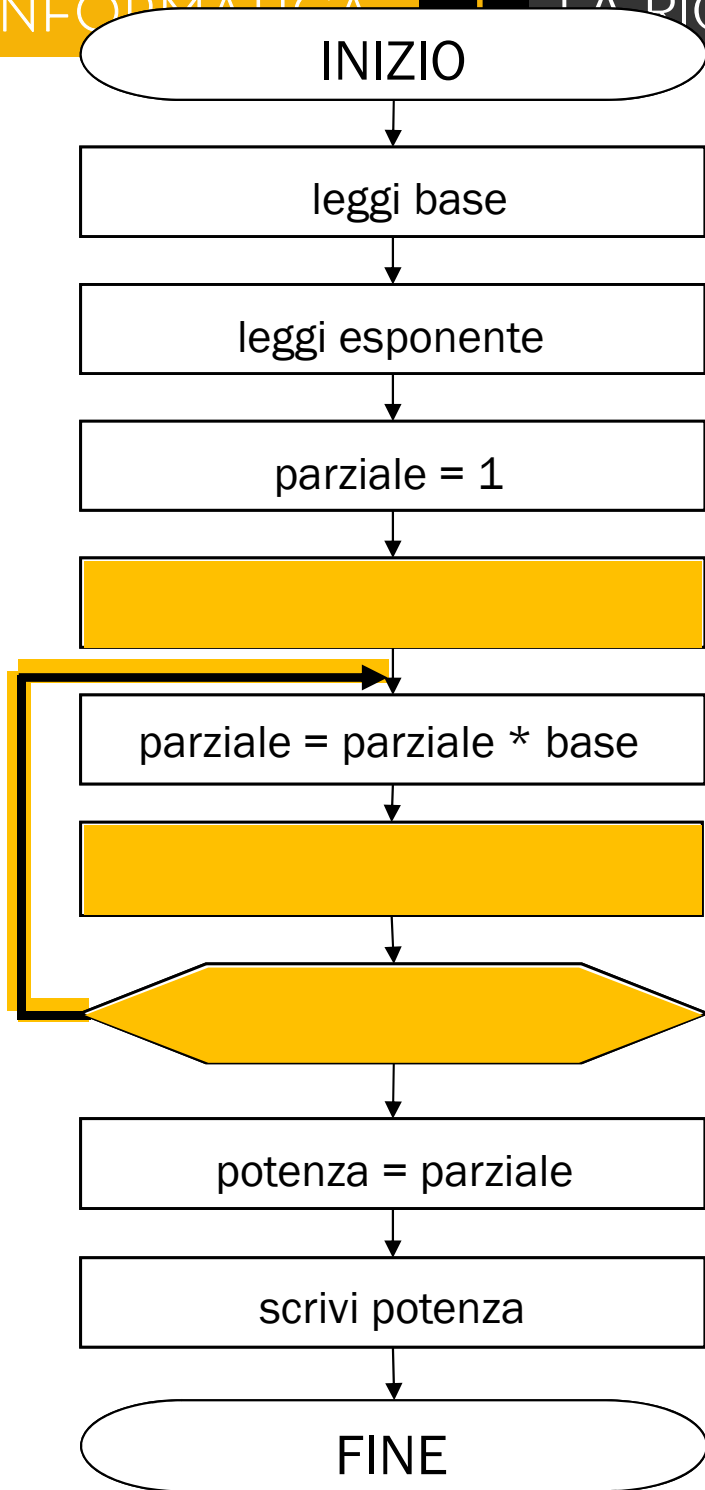 INIZIO
leggi base
leggi esponente
parziale = 1
parziale = parziale * base
potenza = parziale
scrivi potenza
FINE